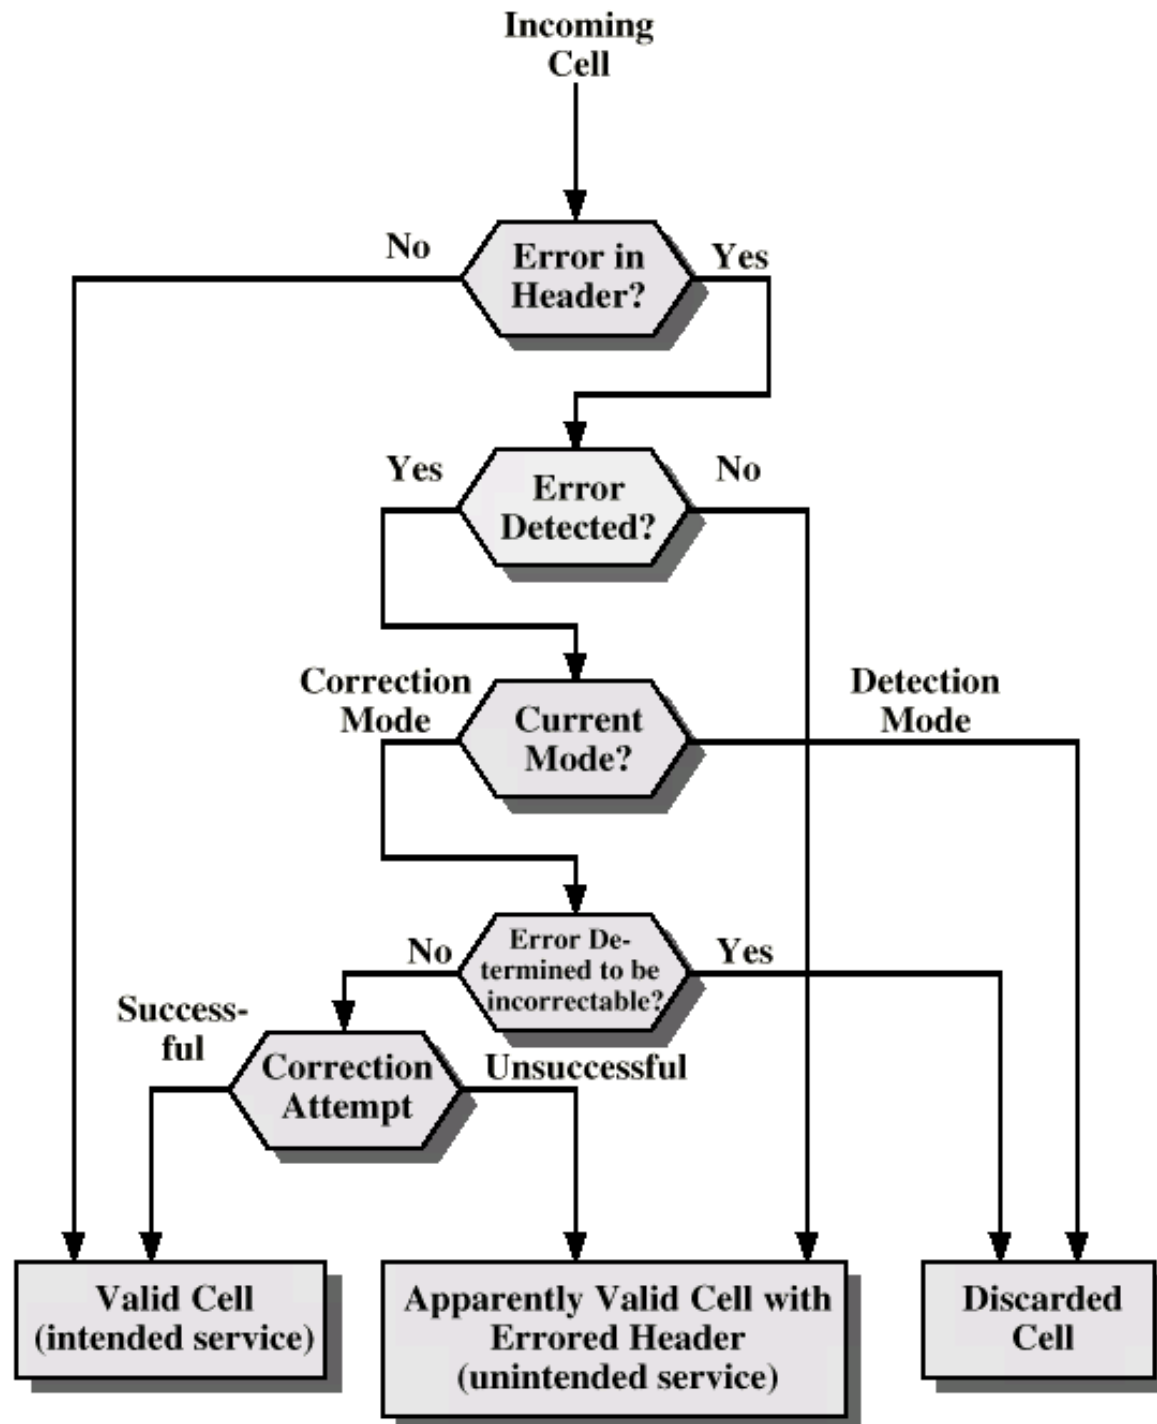 Incoming
Cell
No
Error in
Header?
Yes
Yes
Error
Detected?
No
Correction
Mode
Current
Mode?
Detection
Mode
No
Error De-
termined to be
incorrectable?
Yes
Success-
ful
Correction
Attempt
Unsuccessful
Valid Cell
(intended service)
Apparently Valid Cell with
Errored Header
(unintended service)
Discarded
Cell